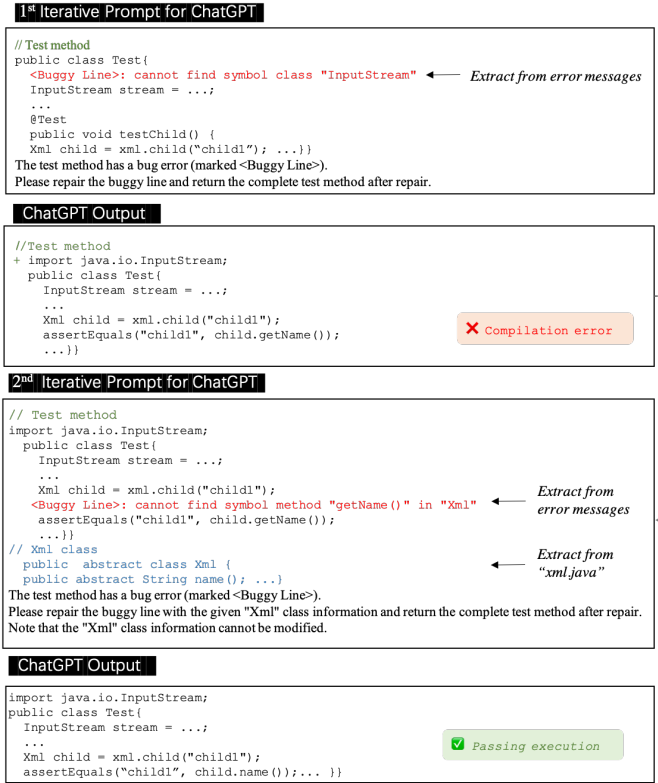 1st Iterative Prompt for ChatGPT
// Test method
public class Test{
<Buggy Line>: cannot find symbol class "InputStream"
Extract from error messages
InputStream stream = ...;
...
@Test
public void testChild() {
Xml child = xml.child(“child1”); ...}}
The test method has a bug error (marked <Buggy Line>).
Please repair the buggy line and return the complete test method after repair.
ChatGPT Output
//Test method
+ import java.io.InputStream;
public class Test{
InputStream stream = ...;
...
Xml child = xml.child("child1");
assertEquals("child1", child.getName());
...}}
❌ Compilation error
2nd Iterative Prompt for ChatGPT
// Test method
import java.io.InputStream;
public class Test{
InputStream stream = ...;
...
Xml child = xml.child("child1");
<Buggy Line>: cannot find symbol method "getName()" in "Xml"
assertEquals("child1", child.getName());
...}}
Extract from
error messages
// Xml class
public  abstract class Xml {
public abstract String name(); ...}
Extract from
“xml.java”
The test method has a bug error (marked <Buggy Line>).
Please repair the buggy line with the given "Xml" class information and return the complete test method after repair.
Note that the "Xml" class information cannot be modified.
ChatGPT Output
import java.io.InputStream;
public class Test{
InputStream stream = ...;
...
Xml child = xml.child("child1");
assertEquals(“child1”, child.name());... }}
✅ Passing execution